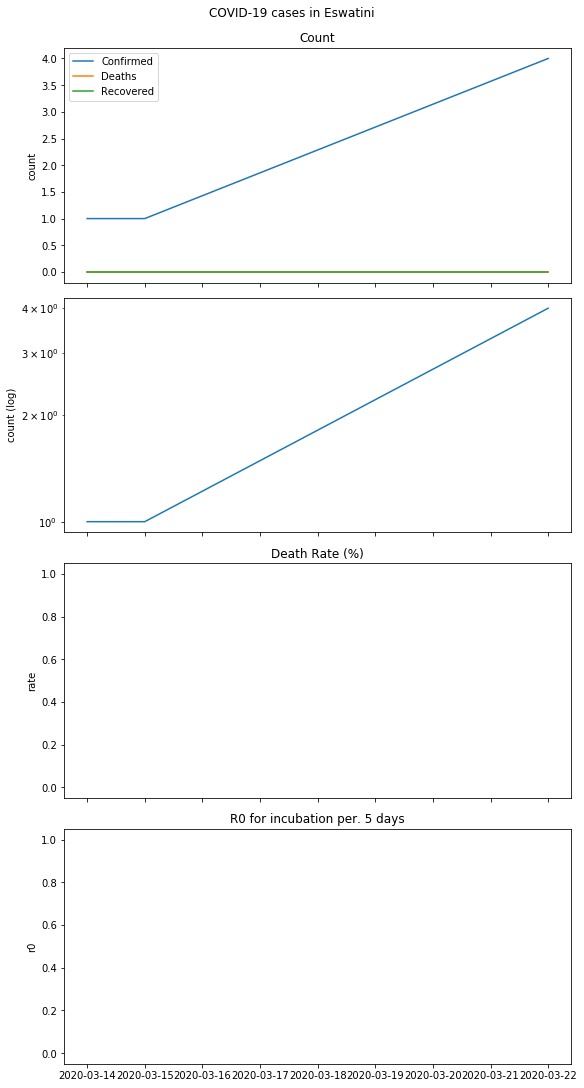 COVID-19 cases in Eswatini
Count
Confirmed
Deaths
Recovered
4.0
3.5
3.0
2.5
2.0
1.5
1.0
0.5
0.0
count
4 × 10⁰
3 × 10⁰
2 × 10⁰
10⁰
count (log)
Death Rate (%)
1.0
0.8
0.6
0.4
0.2
0.0
rate
R0 for incubation per. 5 days
1.0
0.8
0.6
0.4
0.2
0.0
r0
2020-03-14 2020-03-15 2020-03-16 2020-03-17 2020-03-18 2020-03-19 2020-03-20 2020-03-21 2020-03-22